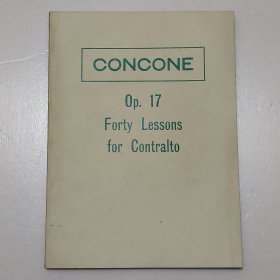 CONCONE
Op. 17
Forty Lessons
for Contralto